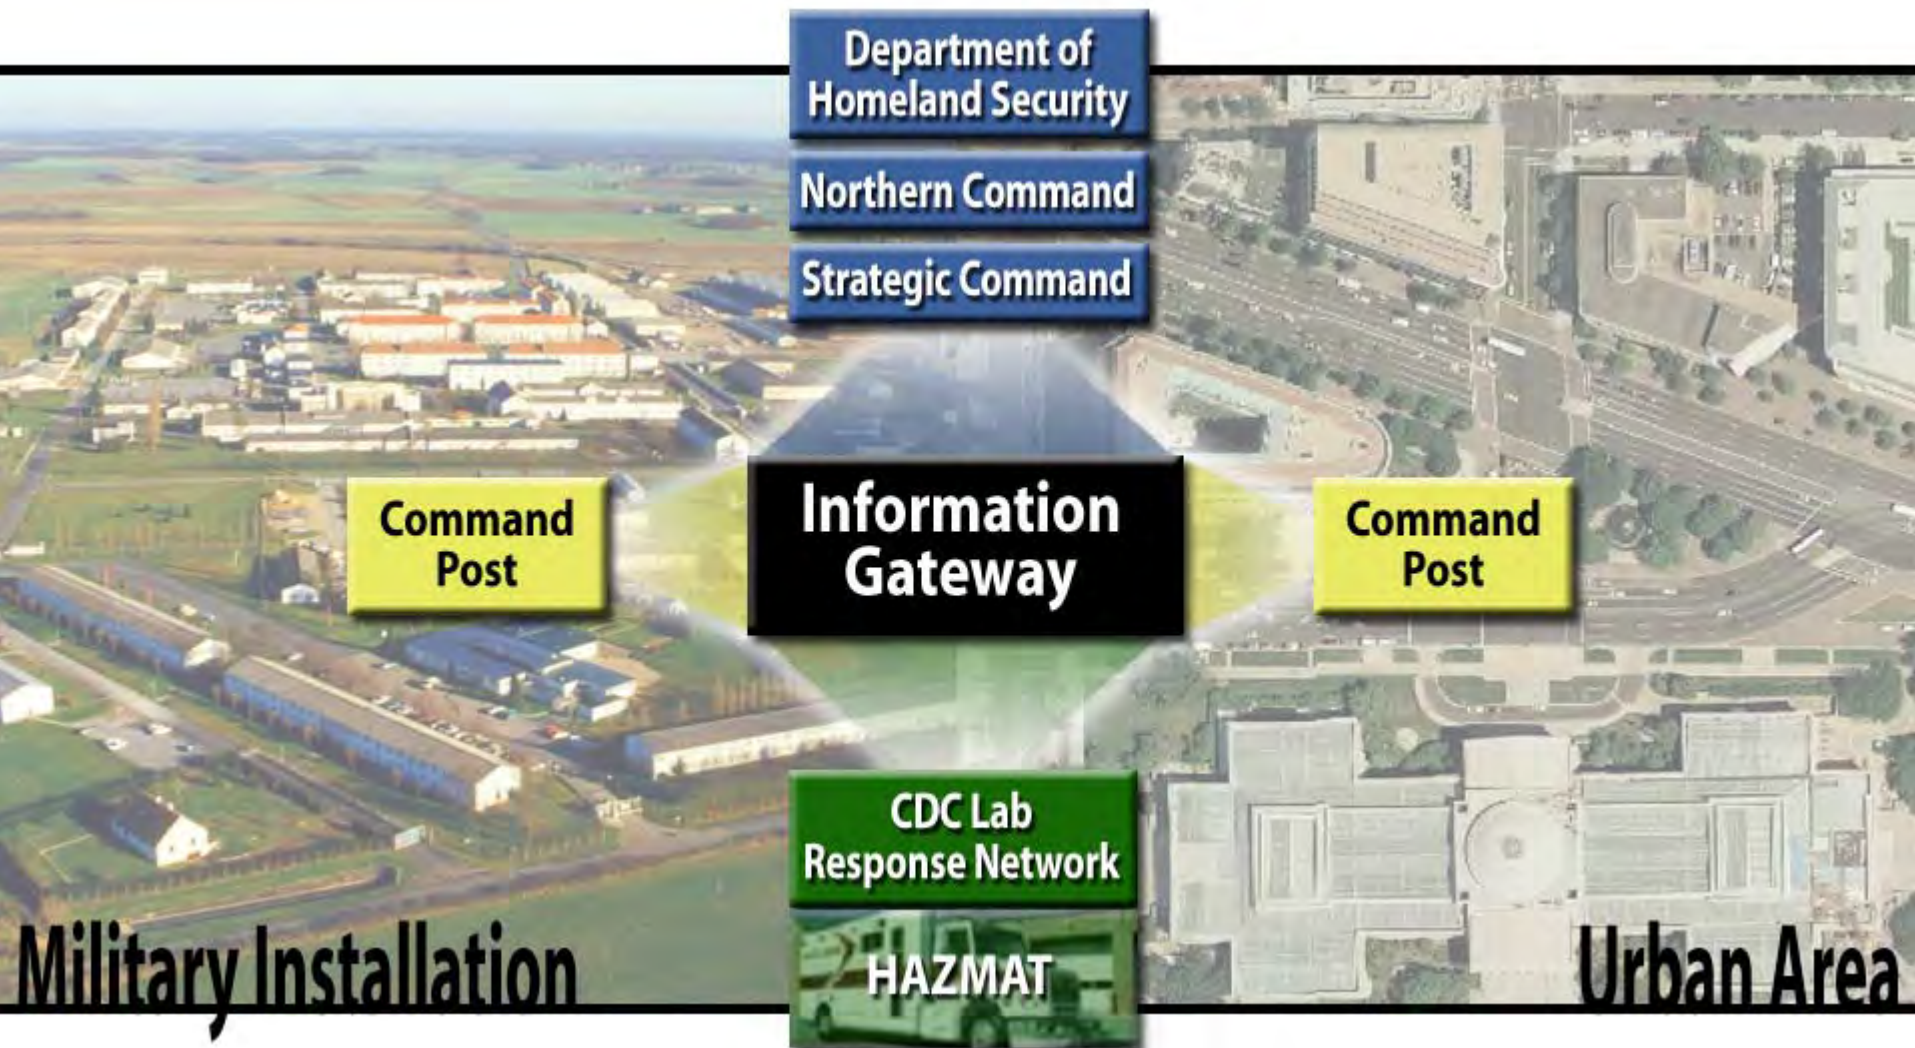 Department of
Homeland Security
Northern Command
Strategic Command
Command
Post
Information
Gateway
Command
Post
CDC Lab
Response Network
HAZMAT
Military Installation
Urban Area